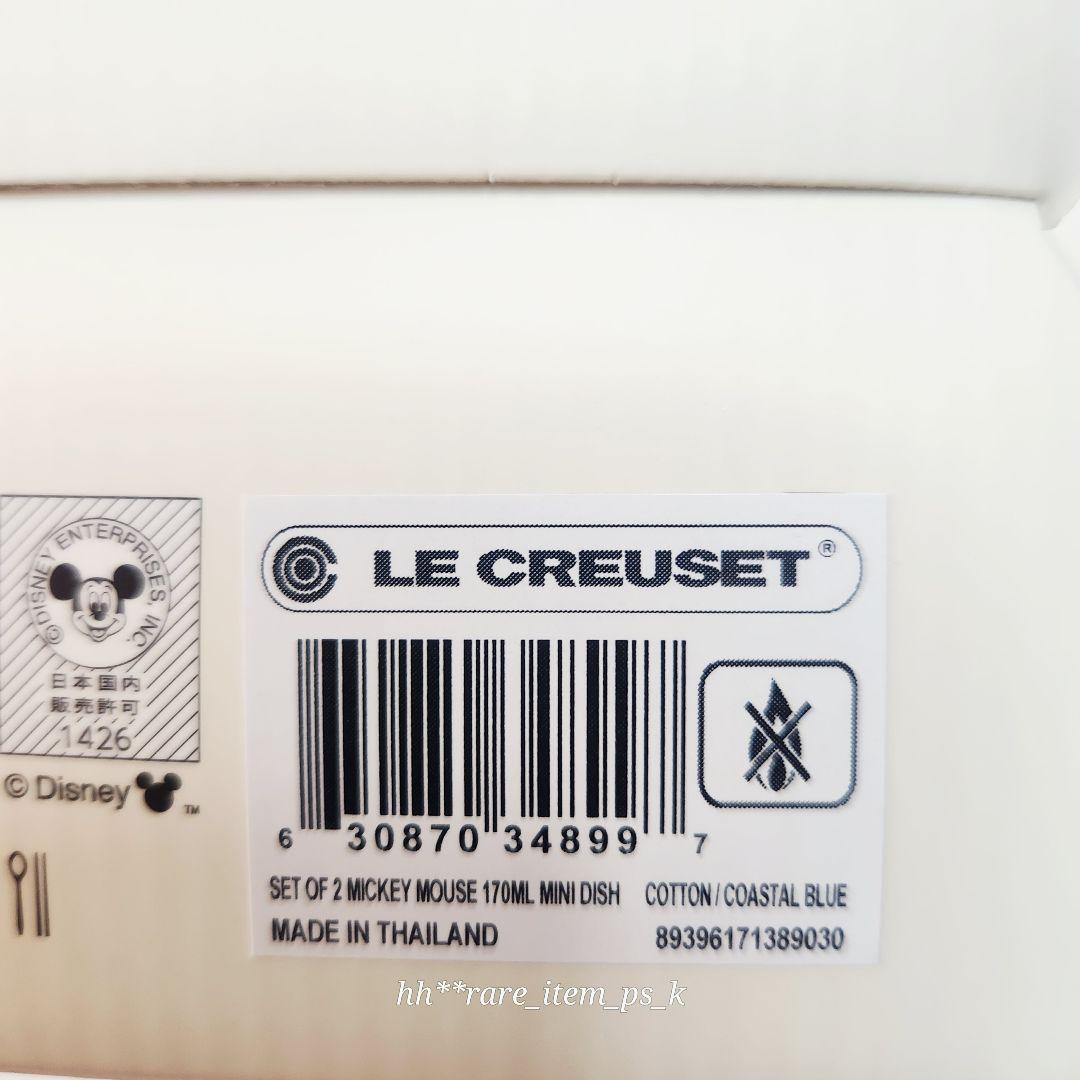 © DISNEY ENTERPRISES, INC.
日本国内
販売許可
1426
© Disney ™
LE CREUSET ®
6 30870 34899 7
SET OF 2 MICKEY MOUSE 170ML MINI DISH COTTON / COASTAL BLUE
MADE IN THAILAND 89396171389030
hh**rare_item_ps_k